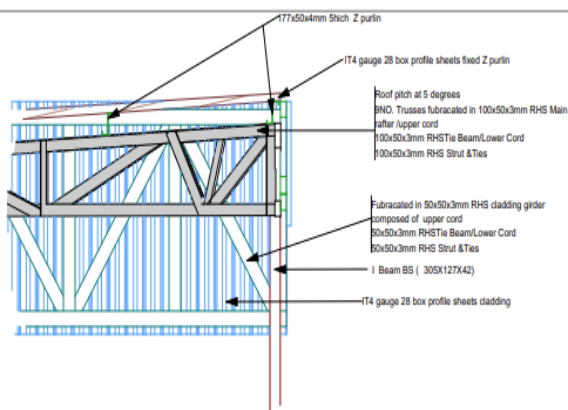 177x50x4mm 5hich Z purlin
IT4 gauge 28 box profile sheets fixed Z purlin
Roof pitch at 5 degrees
9NO. Trusses fubracated in 100x50x3mm RHS Main
rafter /upper cord
100x50x3mm RHSTie Beam/Lower Cord
100x50x3mm RHS Strut &Ties
Fubracated in 50x50x3mm RHS cladding girder
composed of upper cord
50x50x3mm RHSTie Beam/Lower Cord
50x50x3mm RHS Strut &Ties
I Beam BS ( 305X127X42)
IT4 gauge 28 box profile sheets cladding